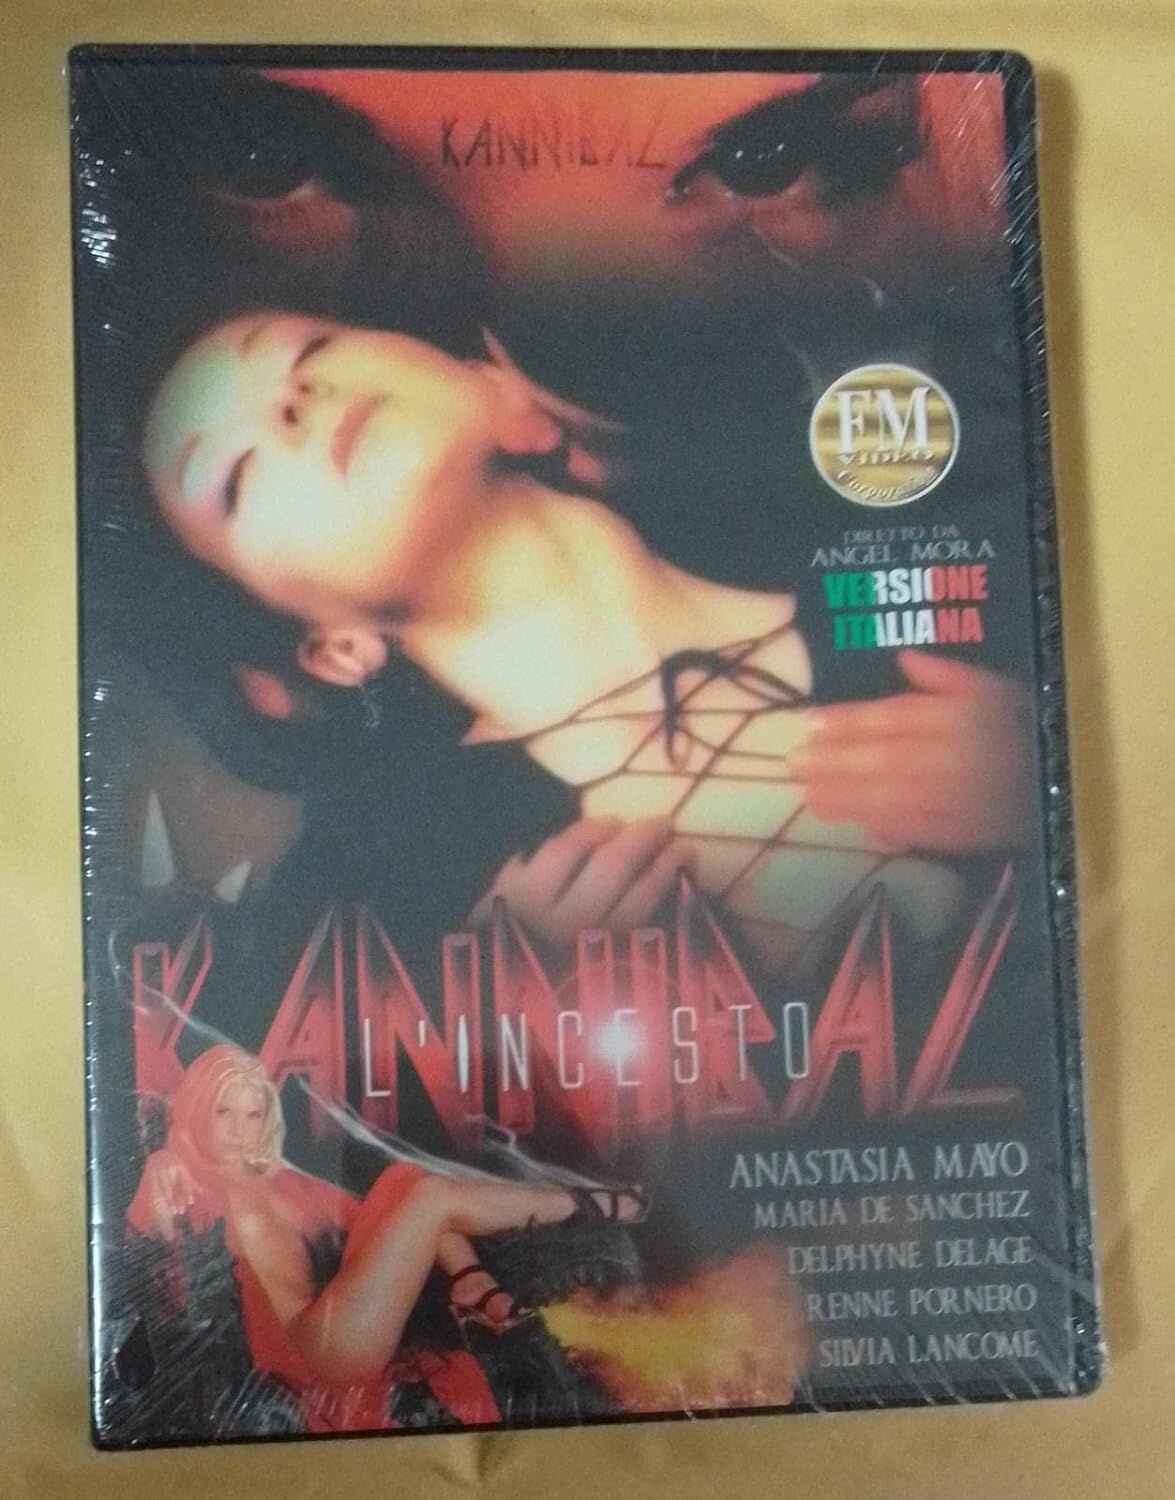 KANNIBAL
FM
VIDEO
Corporation
DIRETTO DA
ANGEL MORA
VERSIONE
ITALIANA
KANNIBAL
L'INCESTO
ANASTASIA MAYO
MARIA DE SANCHEZ
DELPHYNE DELAGE
RENNE PORNERO
SILVIA LANCOME